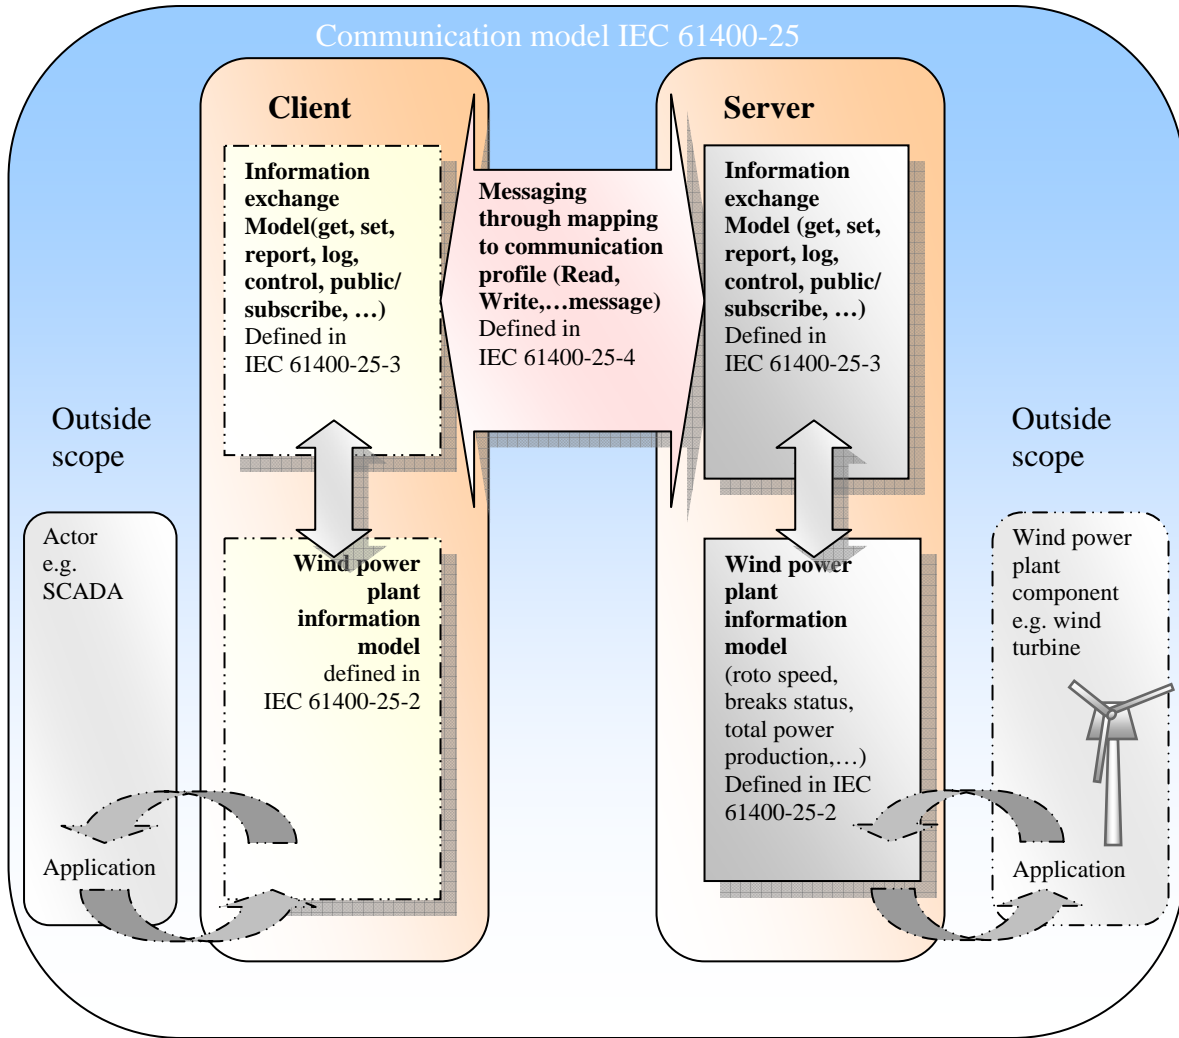 Communication model IEC 61400-25
Client
Information
exchange
Model(get, set,
report, log,
control, public/
subscribe, …)
Defined in
IEC 61400-25-3
Messaging
through mapping
to communication
profile (Read,
Write,…message)
Defined in
IEC 61400-25-4
Server
Information
exchange
Model (get, set,
report, log,
control, public/
subscribe, …)
Defined in
IEC 61400-25-3
Outside
scope
Actor
e.g.
SCADA
Application
Wind power
plant
information
model
defined in
IEC 61400-25-2
Wind power
plant
information
model
(roto speed,
breaks status,
total power
production,…)
Defined in IEC
61400-25-2
Outside
scope
Wind power
plant
component
e.g. wind
turbine
Application